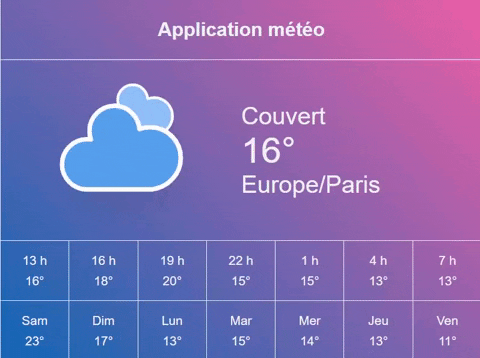 Application météo
Couvert
16°
Europe/Paris
13 h 16 h 19 h 22 h 1 h 4 h 7 h
16° 18° 20° 15° 15° 13° 13°
Sam Dim Lun Mar Mer Jeu Ven
23° 17° 13° 15° 14° 13° 11°